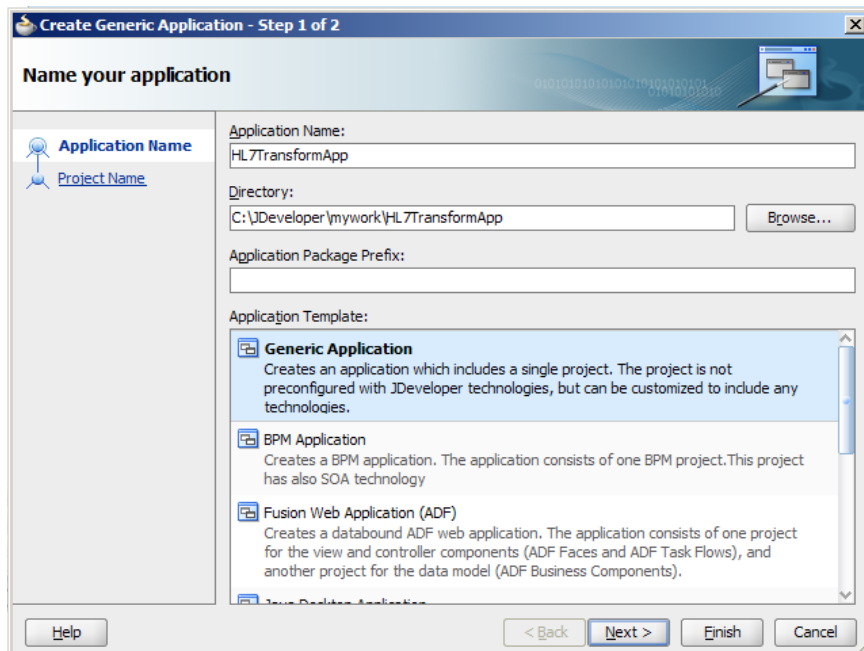 Create Generic Application - Step 1 of 2
Name your application
0101010101010101010101010101
01010101010
Application Name
Project Name
Application Name:
HL7TransformApp
Directory:
C:\JDeveloper\mywork\HL7TransformApp
Browse...
Application Package Prefix:
Application Template:
Generic Application
Creates an application which includes a single project. The project is not
preconfigured with JDeveloper technologies, but can be customized to include any
technologies.
BPM Application
Creates a BPM application. The application consists of one BPM project.This project
has also SOA technology
Fusion Web Application (ADF)
Creates a databound ADF web application. The application consists of one project
for the view and controller components (ADF Faces and ADF Task Flows), and
another project for the data model (ADF Business Components).
Java Desktop Application
Help
< Back
Next >
Finish
Cancel